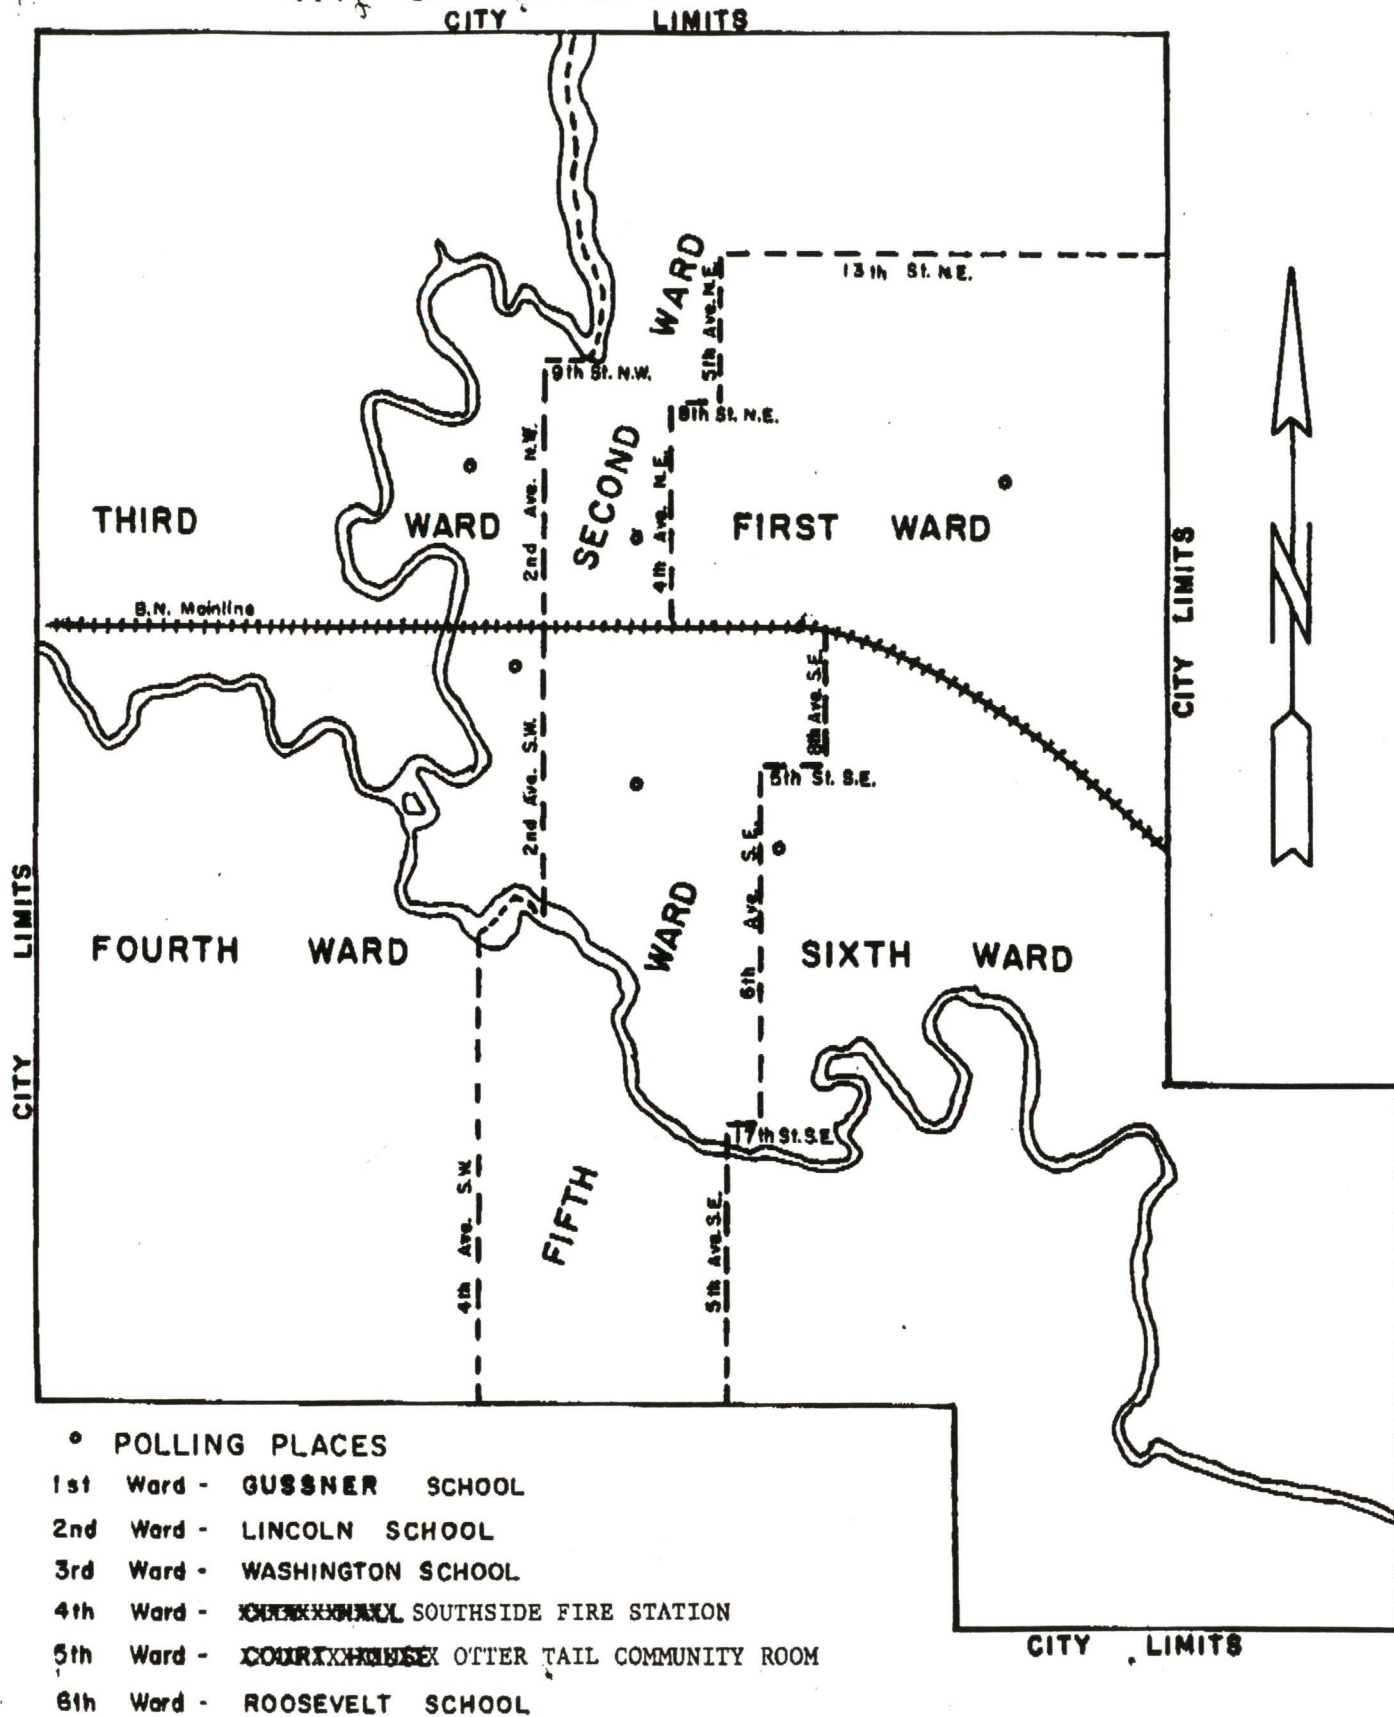 CITY LIMITS
13th St. N.E.
WARD
5th Ave. N.E.
9th St. N.W.
8th St. N.E.
2nd Ave. N.W.
SECOND
4th Ave. N.E.
THIRD WARD
FIRST WARD
CITY LIMITS
B.N. Mainline
8th Ave. S.E.
2nd Ave. S.W.
5th St. S.E.
6th Ave. S.E.
CITY LIMITS
FOURTH WARD
WARD
SIXTH WARD
17th St. S.E.
4th Ave. S.W.
FIFTH
5th Ave. S.E.
N
POLLING PLACES
1st Ward - GUSSNER SCHOOL
2nd Ward - LINCOLN SCHOOL
3rd Ward - WASHINGTON SCHOOL
4th Ward - SOUTHSIDE FIRE STATION
5th Ward - COURT HOUSE OTTER TAIL COMMUNITY ROOM
6th Ward - ROOSEVELT SCHOOL
CITY LIMITS